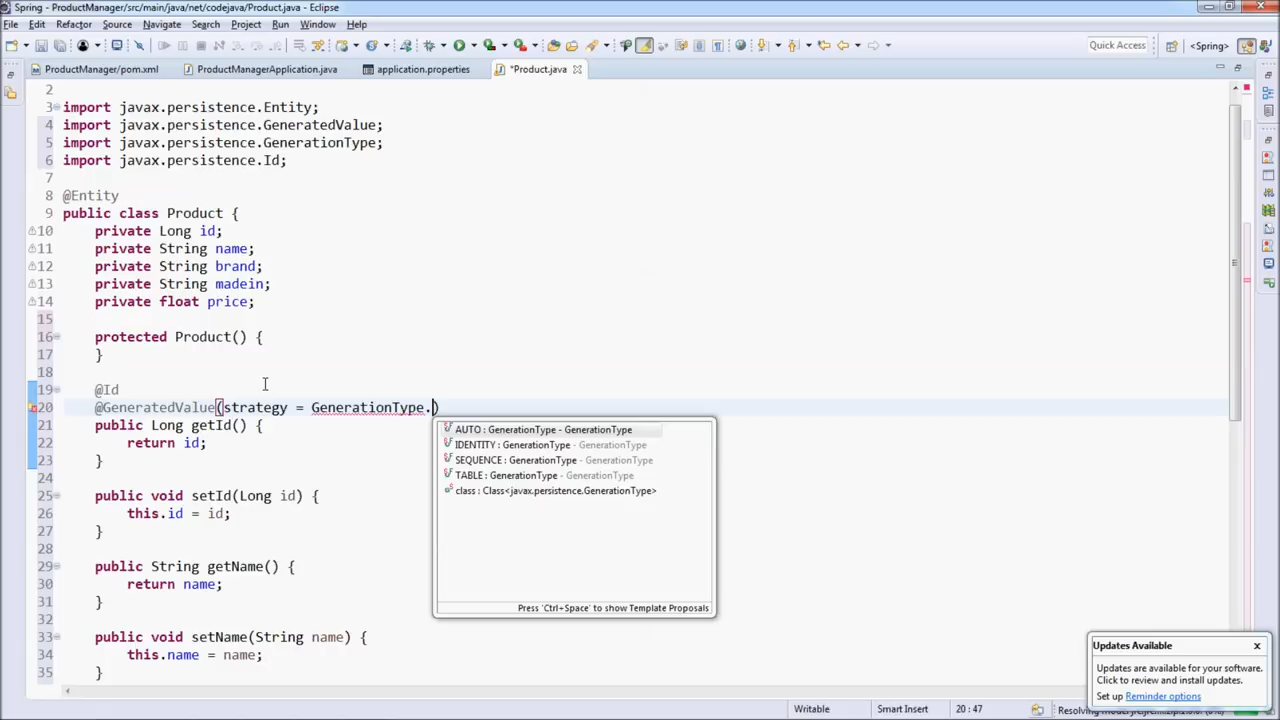 Spring - ProductManager/src/main/java/net/codejava/Product.java - Eclipse
File Edit Refactor Source Navigate Search Project Run Window Help
Quick Access <Spring>
ProductManager/pom.xml ProductManagerApplication.java application.properties *Product.java
2
3 import javax.persistence.Entity;
4 import javax.persistence.GeneratedValue;
5 import javax.persistence.GenerationType;
6 import javax.persistence.Id;
7
8 @Entity
9 public class Product {
10 private Long id;
11 private String name;
12 private String brand;
13 private String madein;
14 private float price;
15
16 protected Product() {
17 }
18
19 @Id
20 @GeneratedValue(strategy = GenerationType.)
21 public Long getId() {
22 return id;
23 }
24
25 public void setId(Long id) {
26 this.id = id;
27 }
28
29 public String getName() {
30 return name;
31 }
32
33 public void setName(String name) {
34 this.name = name;
35 }
AUTO : GenerationType - GenerationType
IDENTITY : GenerationType - GenerationType
SEQUENCE : GenerationType - GenerationType
TABLE : GenerationType - GenerationType
class : Class<javax.persistence.GenerationType>
Press 'Ctrl+Space' to show Template Proposals
Updates Available
Updates are available for your software.
Click to review and install updates.
Set up Reminder options
Writable Smart Insert 20 : 47